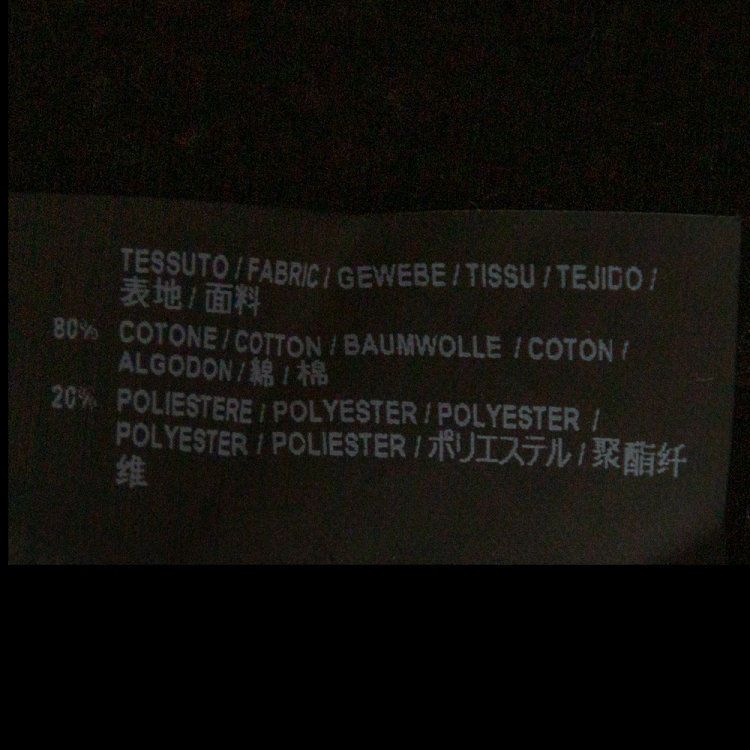 TESSUTO / FABRIC / GEWEBE / TISSU / TEJIDO /
表地 / 面料
80% COTONE / COTTON / BAUMWOLLE / COTON /
ALGODON / 綿 / 棉
20% POLIESTERE / POLYESTER / POLYESTER /
POLYESTER / POLIESTER / ポリエステル / 聚酯纤
维